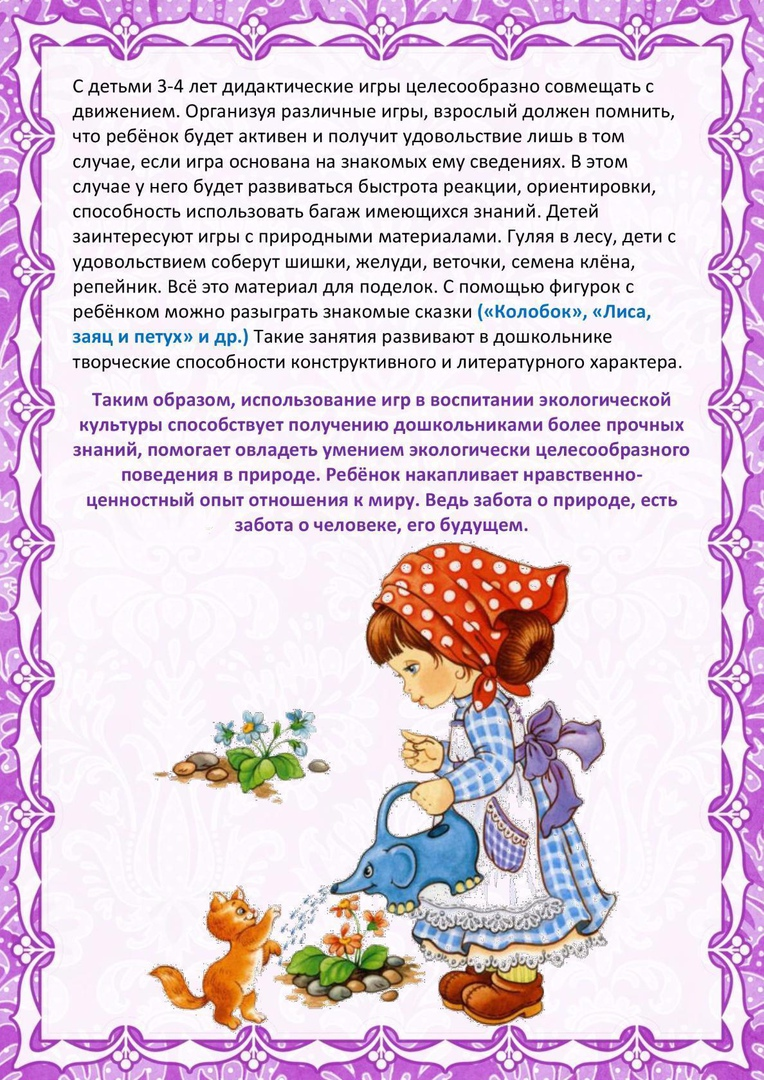 С детьми 3-4 лет дидактические игры целесообразно совмещать с
движением. Организуя различные игры, взрослый должен помнить,
что ребёнок будет активен и получит удовольствие лишь в том
случае, если игра основана на знакомых ему сведениях. В этом
случае у него будет развиваться быстрота реакции, ориентировки,
способность использовать багаж имеющихся знаний. Детей
заинтересуют игры с природными материалами. Гуляя в лесу, дети с
удовольствием соберут шишки, желуди, веточки, семена клёна,
репейник. Всё это материал для поделок. С помощью фигурок с
ребёнком можно разыграть знакомые сказки («Колобок», «Лиса,
заяц и петух» и др.) Такие занятия развивают в дошкольнике
творческие способности конструктивного и литературного характера.
Таким образом, использование игр в воспитании экологической
культуры способствует получению дошкольниками более прочных
знаний, помогает овладеть умением экологически целесообразного
поведения в природе. Ребёнок накапливает нравственно-
ценностный опыт отношения к миру. Ведь забота о природе, есть
забота о человеке, его будущем.